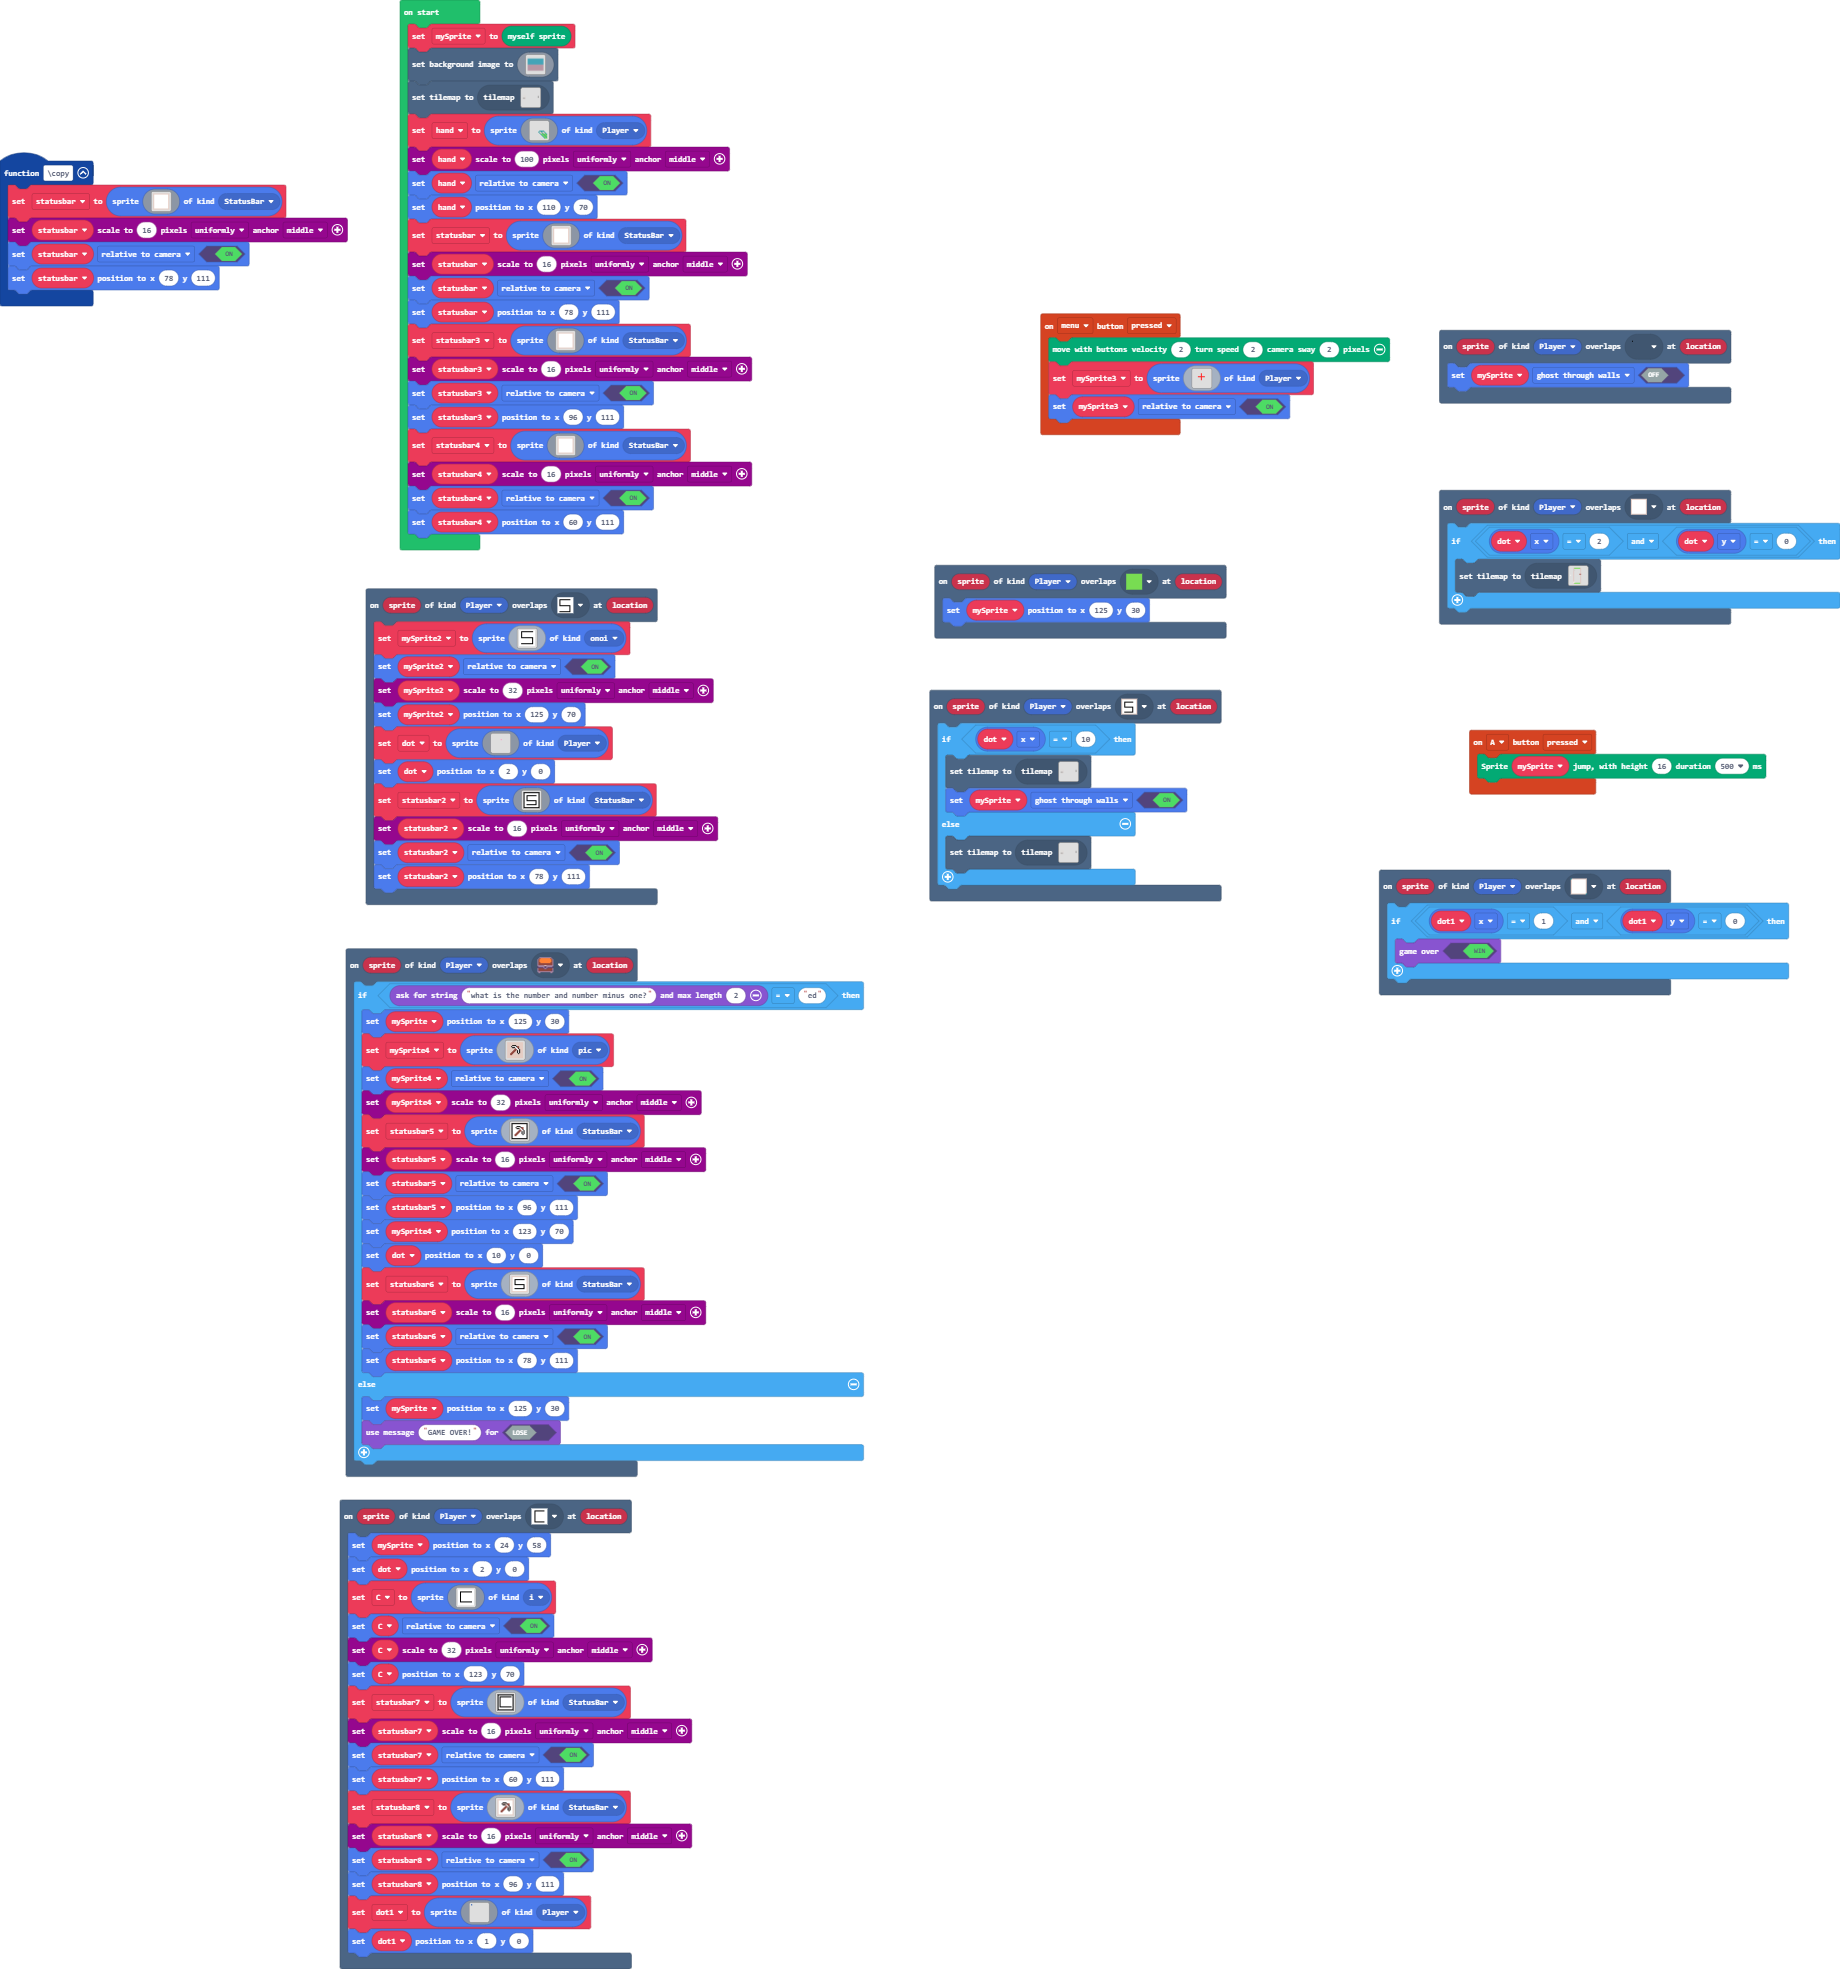 function \copy
set statusbar to sprite of kind StatusBar
set statusbar scale to 16 pixels uniformly anchor middle
set statusbar relative to camera ON
set statusbar position to x 78 y 111
on start
set mySprite to myself sprite
set background image to
set tilemap to tilemap
set hand to sprite of kind Player
set hand scale to 100 pixels uniformly anchor middle
set hand relative to camera ON
set hand position to x 110 y 70
set statusbar to sprite of kind StatusBar
set statusbar scale to 16 pixels uniformly anchor middle
set statusbar relative to camera ON
set statusbar position to x 78 y 111
set statusbar3 to sprite of kind StatusBar
set statusbar3 scale to 16 pixels uniformly anchor middle
set statusbar3 relative to camera ON
set statusbar3 position to x 96 y 111
set statusbar4 to sprite of kind StatusBar
set statusbar4 scale to 16 pixels uniformly anchor middle
set statusbar4 relative to camera ON
set statusbar4 position to x 60 y 111
on sprite of kind Player overlaps at location
set mySprite2 to sprite of kind onoi
set mySprite2 relative to camera ON
set mySprite2 scale to 32 pixels uniformly anchor middle
set mySprite2 position to x 125 y 70
set dot to sprite of kind Player
set dot position to x 2 y 0
set statusbar2 to sprite of kind StatusBar
set statusbar2 scale to 16 pixels uniformly anchor middle
set statusbar2 relative to camera ON
set statusbar2 position to x 78 y 111
on sprite of kind Player overlaps at location
if ask for string "what is the number and number minus one?" and max length 2 = "ed" then
set mySprite position to x 125 y 30
set mySprite4 to sprite of kind pic
set mySprite4 relative to camera ON
set mySprite4 scale to 32 pixels uniformly anchor middle
set statusbar5 to sprite of kind StatusBar
set statusbar5 scale to 16 pixels uniformly anchor middle
set statusbar5 relative to camera ON
set statusbar5 position to x 96 y 111
set mySprite4 position to x 123 y 70
set dot position to x 10 y 0
set statusbar6 to sprite of kind StatusBar
set statusbar6 scale to 16 pixels uniformly anchor middle
set statusbar6 relative to camera ON
set statusbar6 position to x 78 y 111
else
set mySprite position to x 125 y 30
use message "GAME OVER!" for LOSE
on sprite of kind Player overlaps at location
set mySprite position to x 24 y 58
set dot position to x 2 y 0
set C to sprite of kind i
set C relative to camera ON
set C scale to 32 pixels uniformly anchor middle
set C position to x 123 y 70
set statusbar7 to sprite of kind StatusBar
set statusbar7 scale to 16 pixels uniformly anchor middle
set statusbar7 relative to camera ON
set statusbar7 position to x 60 y 111
set statusbar8 to sprite of kind StatusBar
set statusbar8 scale to 16 pixels uniformly anchor middle
set statusbar8 relative to camera ON
set statusbar8 position to x 96 y 111
set dot1 to sprite of kind Player
set dot1 position to x 1 y 0
on menu button pressed
move with buttons velocity 2 turn speed 2 camera sway 2 pixels
set mySprite3 to sprite of kind Player
set mySprite3 relative to camera ON
on sprite of kind Player overlaps at location
set mySprite position to x 125 y 30
on sprite of kind Player overlaps at location
if dot x = 10 then
set tilemap to tilemap
set mySprite ghost through walls ON
else
set tilemap to tilemap
on sprite of kind Player overlaps at location
set mySprite ghost through walls OFF
on sprite of kind Player overlaps at location
if dot x = 2 and dot y = 0 then
set tilemap to tilemap
on A button pressed
Sprite mySprite jump, with height 16 duration 500 ms
on sprite of kind Player overlaps at location
if dot1 x = 1 and dot1 y = 0 then
game over WIN